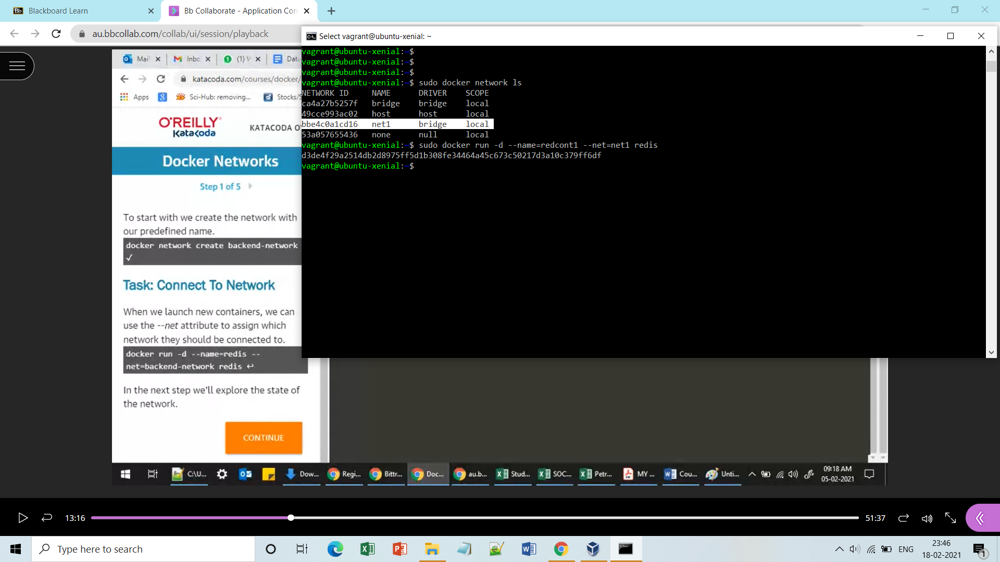 Blackboard Learn
Bb Collaborate - Application Con
au.bbcollab.com/collab/ui/session/playback
Select vagrant@ubuntu-xenial: ~
Mail
Inbc
(1) V
Dat
katacoda.com/courses/docker/
Apps
Sci-Hub: removing...
Stocks/S
O'REILLY
Katacoda
KATACODA O
Docker Networks
Step 1 of 5
To start with we create the network with
our predefined name.
docker network create backend-network
✓
Task: Connect To Network
When we launch new containers, we can
use the --net attribute to assign which
network they should be connected to.
docker run -d --name=redis --
net=backend-network redis ↩
In the next step we'll explore the state of
the network.
CONTINUE
vagrant@ubuntu-xenial:~$
vagrant@ubuntu-xenial:~$
vagrant@ubuntu-xenial:~$
vagrant@ubuntu-xenial:~$ sudo docker network ls
NETWORK ID NAME DRIVER SCOPE
ca4a27b5257f bridge bridge local
49cce993ac02 host host local
bbe4c0a1cd16 net1 bridge local
53a057655436 none null local
vagrant@ubuntu-xenial:~$ sudo docker run -d --name=redcont1 --net=net1 redis
d3de4f29a2514db2d8975ff5d1b308fe34464a45c673c50217d3a10c379ff6df
vagrant@ubuntu-xenial:~$
C:\U...
Dow...
Regi...
Bittr...
Doc...
au.b...
Stud...
SOC...
Petr...
MY ...
Cou...
Unti...
09:18 AM
05-02-2021
13:16
51:37
Type here to search
ENG
23:46
18-02-2021
1